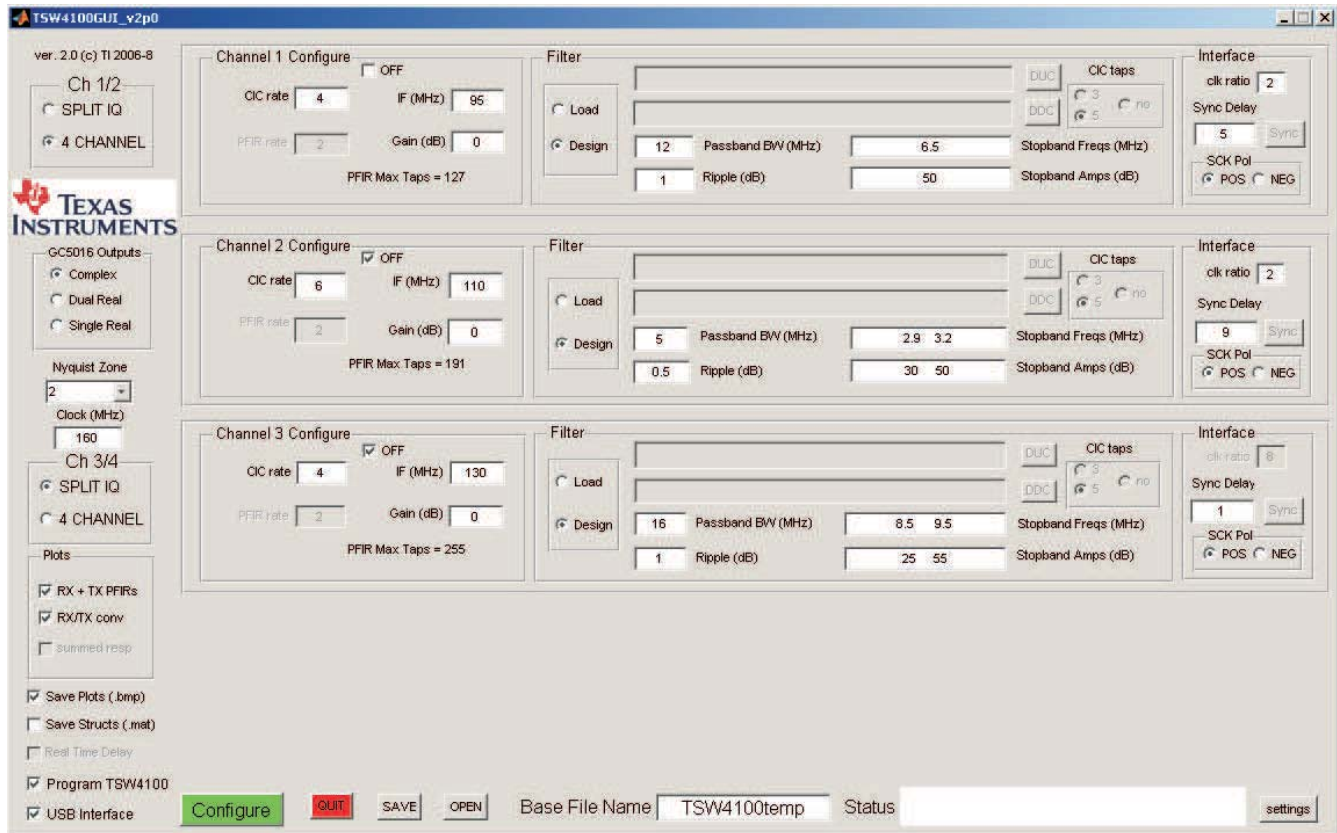 TSW4100GUI_v2p0
ver. 2.0 (c) TI 2006-8
Ch 1/2
SPLIT IQ
4 CHANNEL
TEXAS
INSTRUMENTS
GC5016 Outputs
Complex
Dual Real
Single Real
Nyquist Zone
2
Clock (MHz)
160
Ch 3/4
SPLIT IQ
4 CHANNEL
Plots
RX + TX PFIRs
RX/TX conv
summed resp
Save Plots (.bmp)
Save Structs (.mat)
Real Time Delay
Program TSW4100
USB Interface
Channel 1 Configure
OFF
CIC rate 4 IF (MHz) 95
PFIR rate 2 Gain (dB) 0
PFIR Max Taps = 127
Filter
Load
Design
DUC
DDC
CIC taps
3
5
no
12 Passband BW (MHz) 6.5 Stopband Freqs (MHz)
1 Ripple (dB) 50 Stopband Amps (dB)
Interface
clk ratio 2
Sync Delay
5 Sync
SCK Pol
POS NEG
Channel 2 Configure
OFF
CIC rate 6 IF (MHz) 110
PFIR rate 2 Gain (dB) 0
PFIR Max Taps = 191
Filter
Load
Design
DUC
DDC
CIC taps
3
5
no
5 Passband BW (MHz) 2.9 3.2 Stopband Freqs (MHz)
0.5 Ripple (dB) 30 50 Stopband Amps (dB)
Interface
clk ratio 2
Sync Delay
9 Sync
SCK Pol
POS NEG
Channel 3 Configure
OFF
CIC rate 4 IF (MHz) 130
PFIR rate 2 Gain (dB) 0
PFIR Max Taps = 255
Filter
Load
Design
DUC
DDC
CIC taps
3
5
no
16 Passband BW (MHz) 8.5 9.5 Stopband Freqs (MHz)
1 Ripple (dB) 25 55 Stopband Amps (dB)
Interface
clk ratio 8
Sync Delay
1 Sync
SCK Pol
POS NEG
Configure QUIT SAVE OPEN Base File Name TSW4100temp Status settings